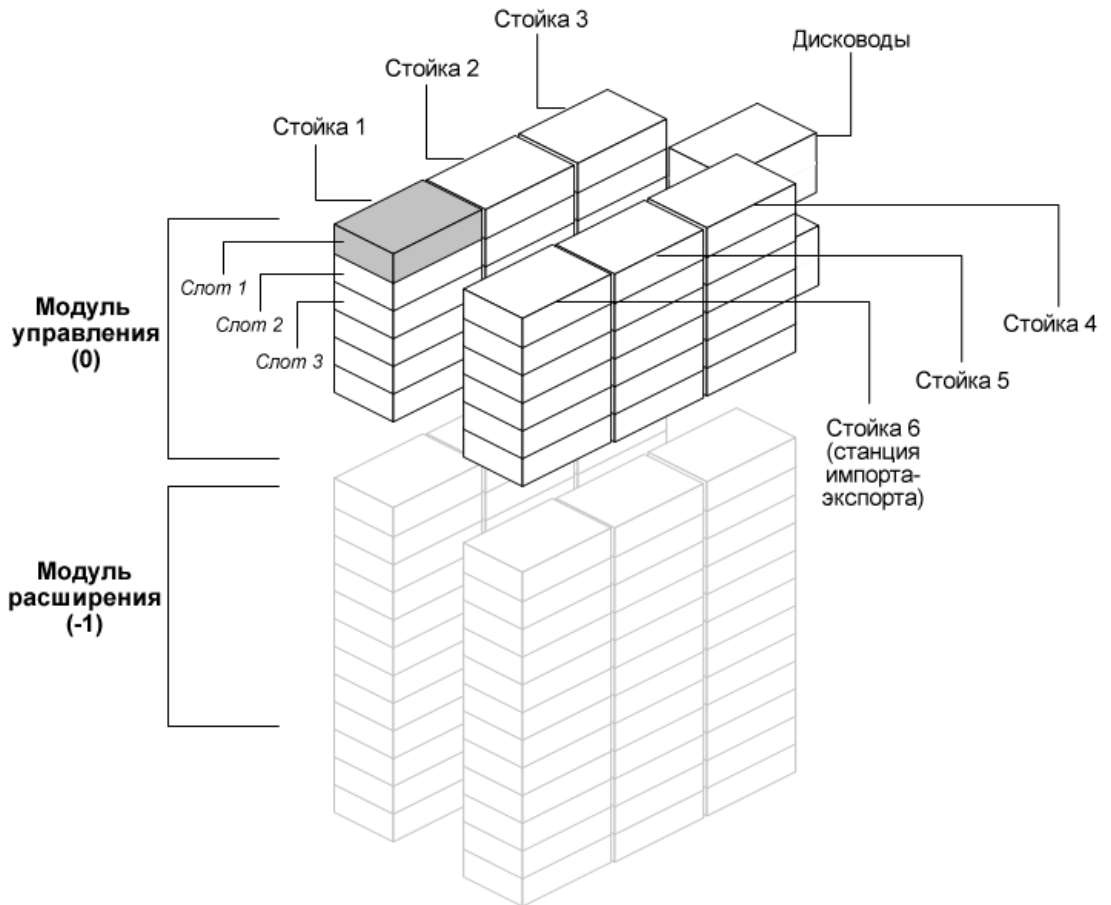 Стойка 3
Дисководы
Стойка 2
Стойка 1
Слот 1
Модуль
управления
(0)
Слот 2
Слот 3
Стойка 4
Стойка 5
Стойка 6
(станция
импорта-
экспорта)
Модуль
расширения
(-1)